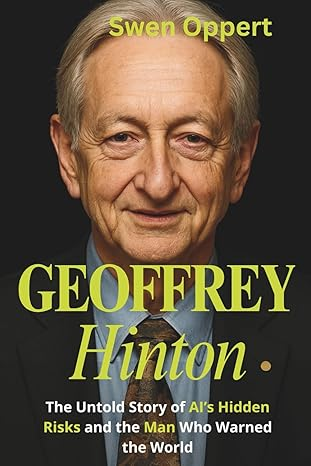 Swen Oppert
GEOFFREY
Hinton
The Untold Story of AI's Hidden
Risks and the Man Who Warned
the World